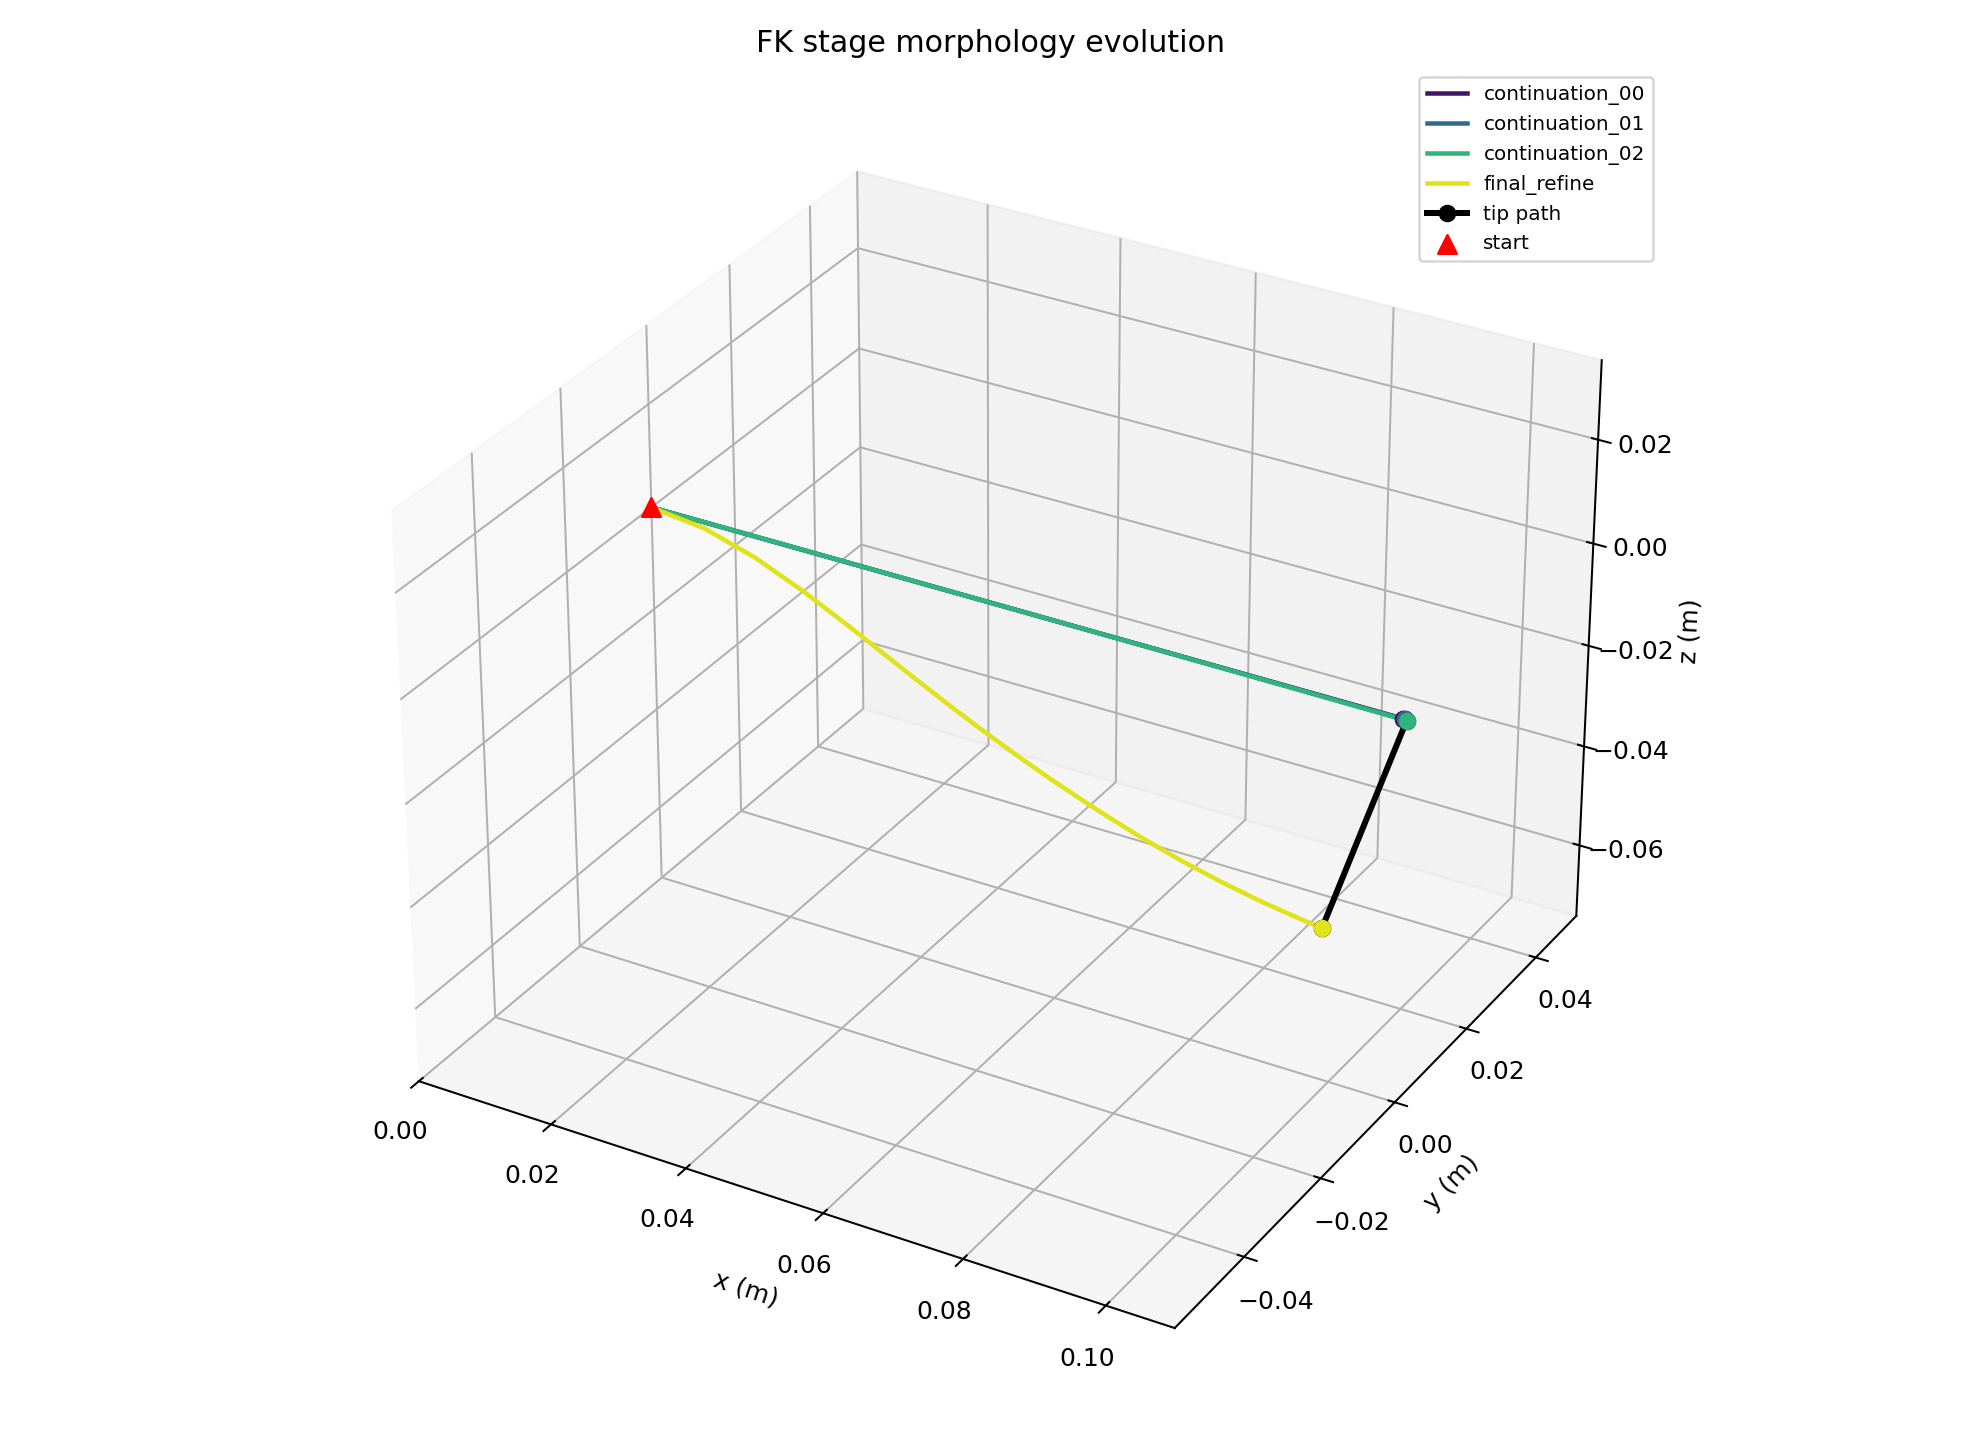 FK stage morphology evolution
continuation_00
continuation_01
continuation_02
final_refine
tip path
start
0.02
0.00
−0.02
−0.04
−0.06
z (m)
0.04
0.02
0.00
−0.02
−0.04
y (m)
0.00
0.02
0.04
0.06
0.08
0.10
x (m)